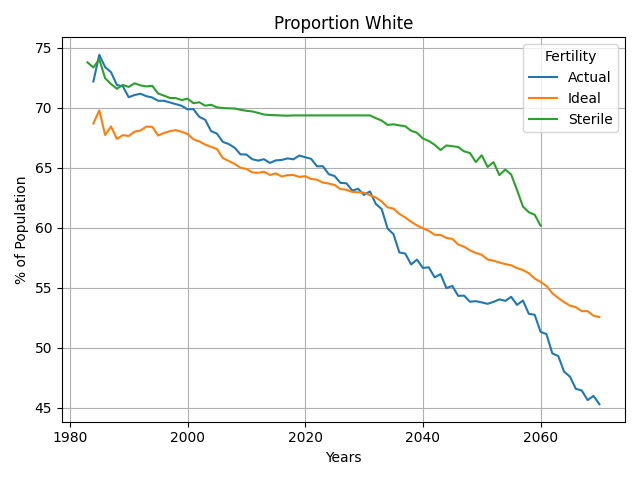 Proportion White
75
70
65
60
55
50
45
% of Population
Fertility
Actual
Ideal
Sterile
1980
2000
2020
2040
2060
Years